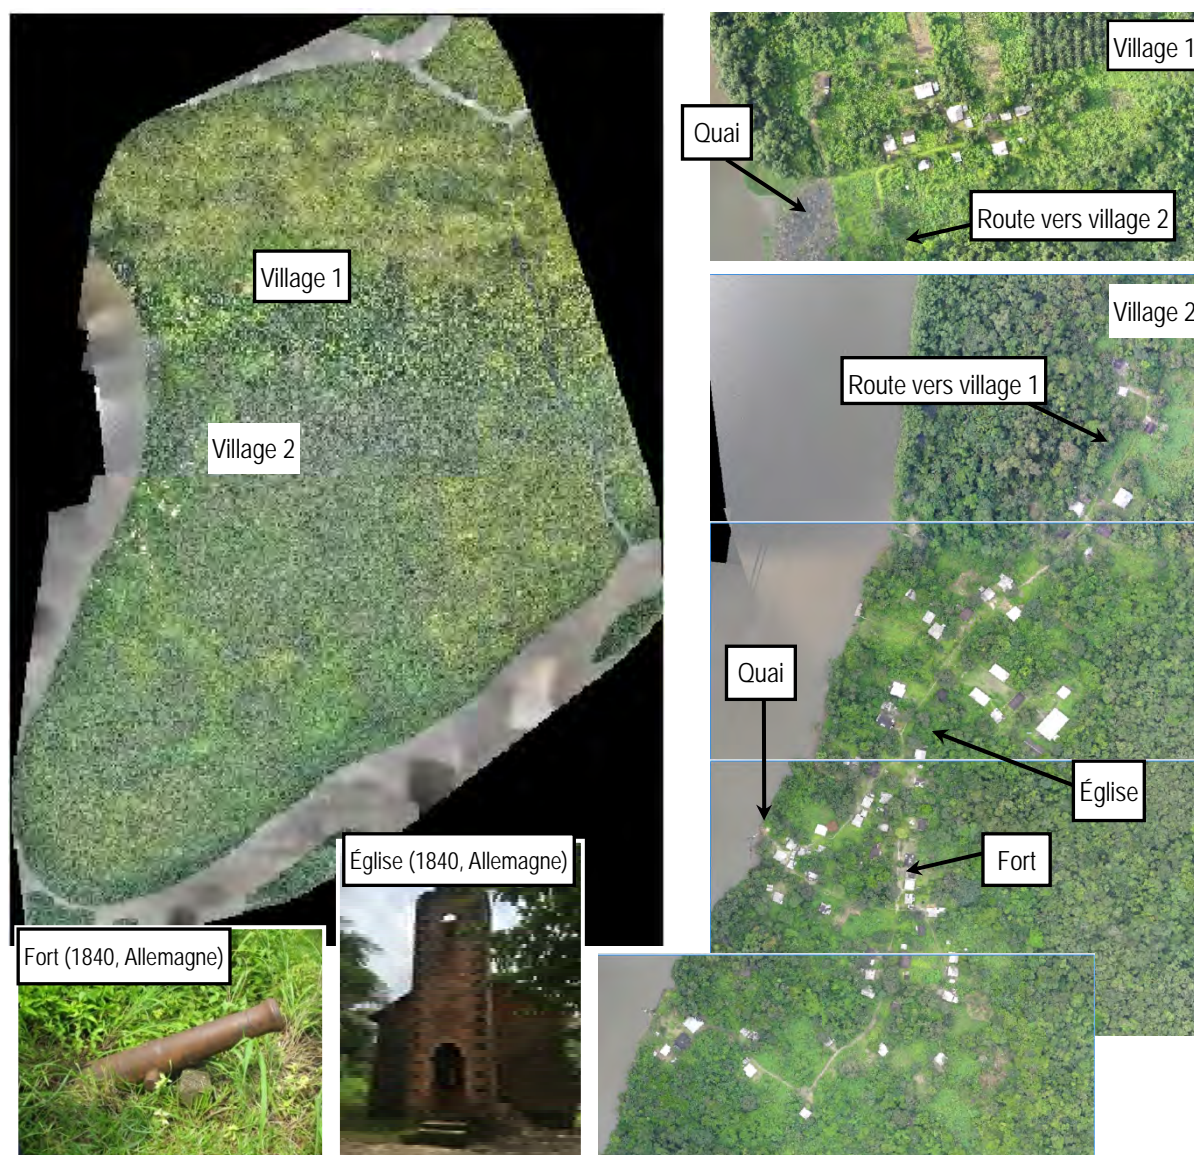 Village 1
Village 2
Église (1840, Allemagne)
Fort (1840, Allemagne)
Village 1
Quai
Route vers village 2
Village 2
Route vers village 1
Quai
Église
Fort